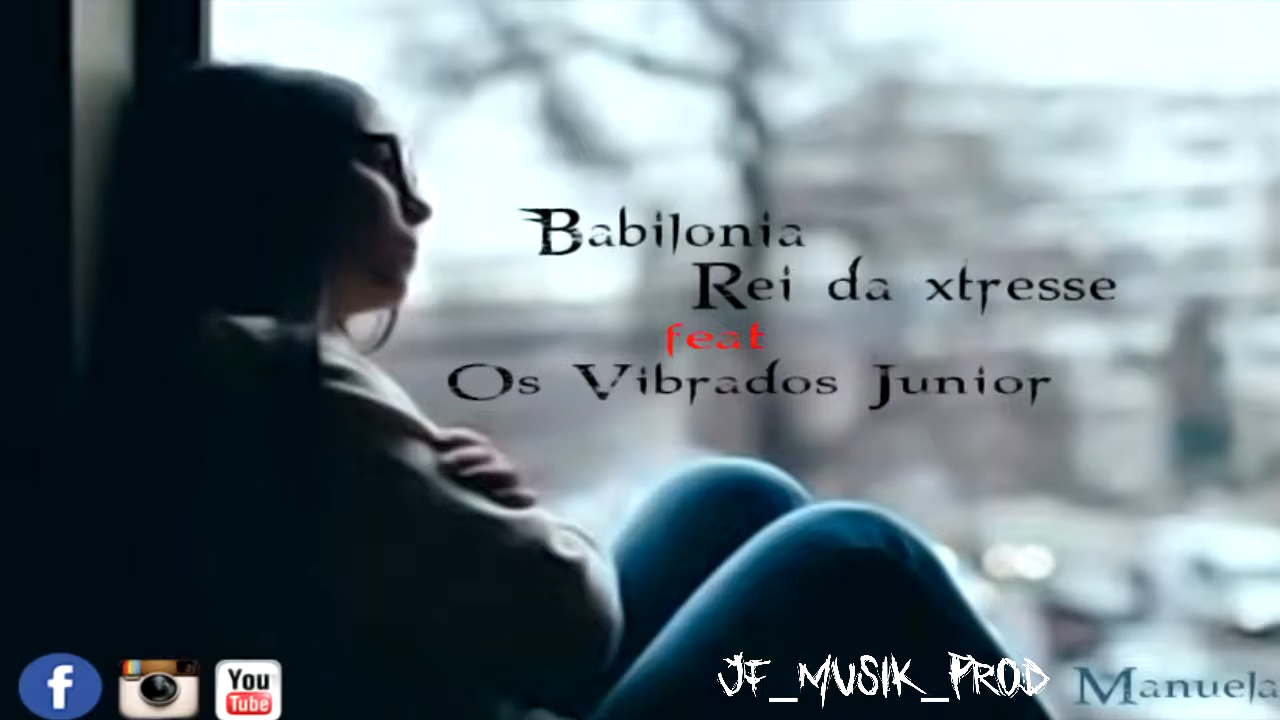 Babilonia
Rei da xtresse
feat
Os Vibrados Junior
f
You
Tube
JF_MUSIK_PROD
Manuela